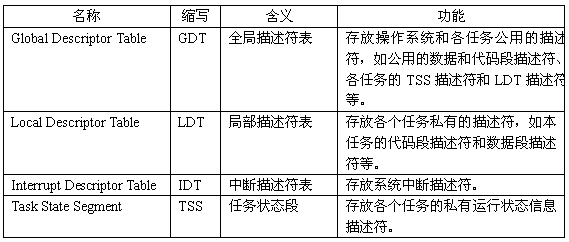 名称 缩写 含义 功能
Global Descriptor Table GDT 全局描述符表 存放操作系统和各任务公用的描述
符，如公用的数据和代码段描述符、
各任务的 TSS 描述符和 LDT 描述符
等。
Local Descriptor Table LDT 局部描述符表 存放各个任务私有的描述符，如本
任务的代码段描述符和数据段描述
符等。
Interrupt Descriptor Table IDT 中断描述符表 存放系统中断描述符。
Task State Segment TSS 任务状态段 存放各个任务的私有运行状态信息
描述符。